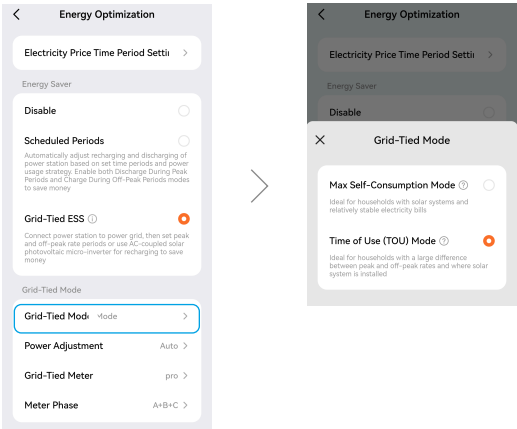 Energy Optimization
Electricity Price Time Period Settin
Energy Saver
Disable
Scheduled Periods
Automatically adjust recharging and discharging of
power station based on set time periods and power
usage strategy. Enable both Discharge During Peak
Periods and Charge During Off-Peak Periods modes
to save money
Grid-Tied ESS
Connect power station to power grid, then set peak
and off-peak rate periods or use AC-coupled solar
photovoltaic micro-inverter for recharging to save
money
Grid-Tied Mode
Grid-Tied Mode Mode
Power Adjustment Auto
Grid-Tied Meter pro
Meter Phase A+B+C
Energy Optimization
Electricity Price Time Period Settin
Energy Saver
Disable
Grid-Tied Mode
Max Self-Consumption Mode
Ideal for households with solar systems and
relatively stable electricity bills
Time of Use (TOU) Mode
Ideal for households with a large difference
between peak and off-peak rates and where solar
system is installed